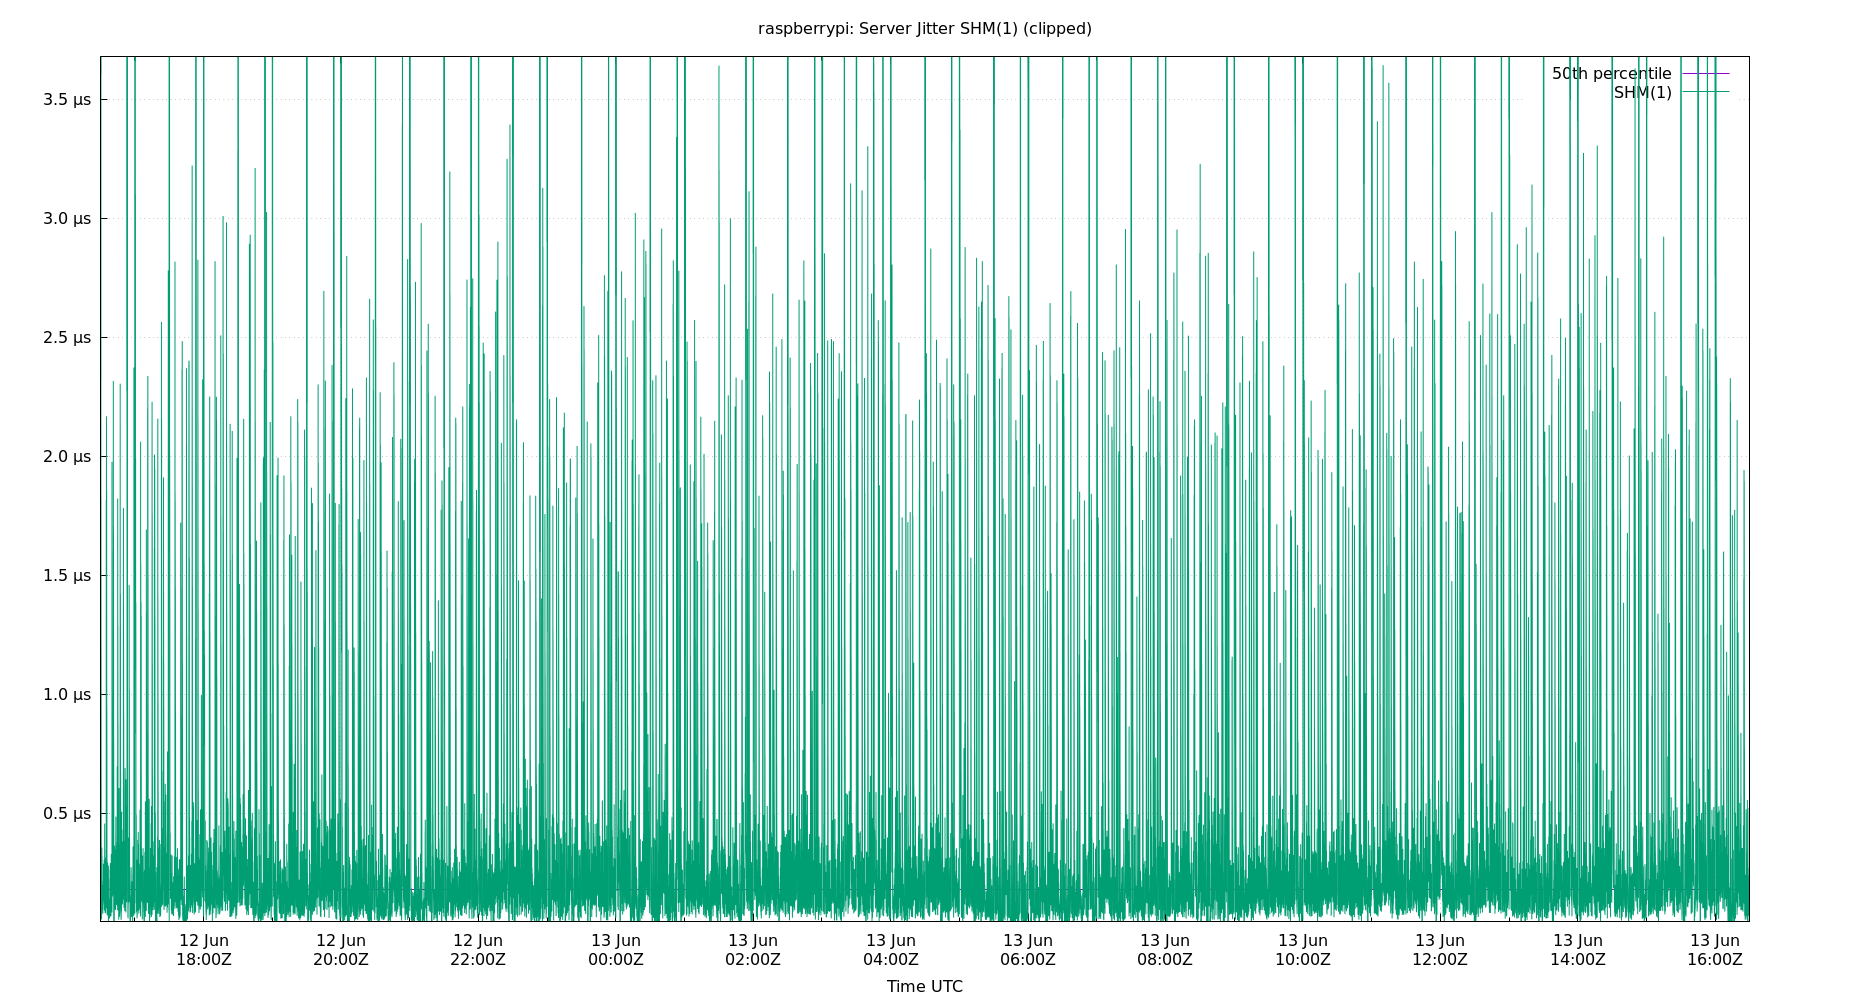 raspberrypi: Server Jitter SHM(1) (clipped)
50th percentile
SHM(1)
3.5 µs
3.0 µs
2.5 µs
2.0 µs
1.5 µs
1.0 µs
0.5 µs
12 Jun 12 Jun 12 Jun 13 Jun 13 Jun 13 Jun 13 Jun 13 Jun 13 Jun 13 Jun 13 Jun 13 Jun
18:00Z 20:00Z 22:00Z 00:00Z 02:00Z 04:00Z 06:00Z 08:00Z 10:00Z 12:00Z 14:00Z 16:00Z
Time UTC